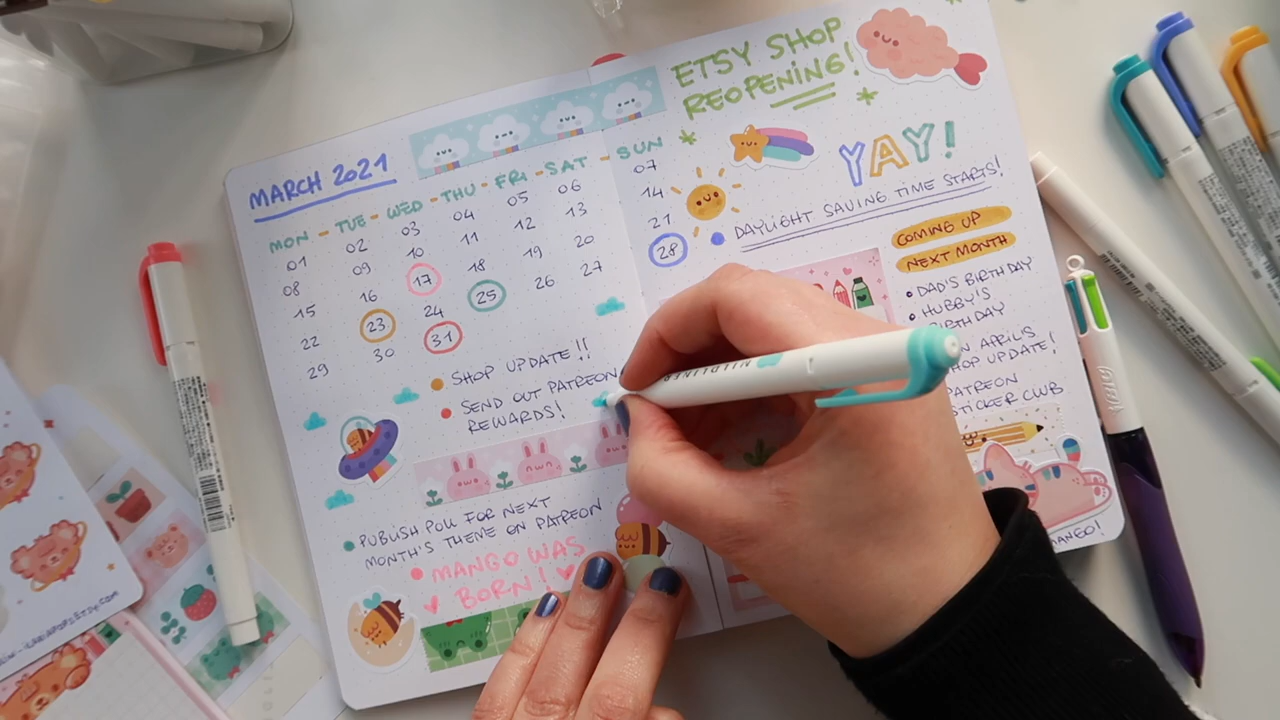 MARCH 2021
MON - TUE - WED - THU - FRI - SAT - SUN
01 02 03 04 05 06 07
08 09 10 11 12 13 14
15 16 17 18 19 20 21
22 23 24 25 26 27 28
29 30 31
SHOP UPDATE!!
SEND OUT PATREON
REWARDS!
PUBLISH POLL FOR NEXT
MONTH'S THEME ON PATREON
MANGO WAS
BORN!
ETSY SHOP
REOPENING!
YAY!
DAYLIGHT SAVING TIME STARTS!
COMING UP
NEXT MONTH
DAD'S BIRTHDAY
HUBBY'S
BIRTHDAY
APRILS
SHOP UPDATE!
PATREON
STICKER CLUB
MANGO!
MILDLINER